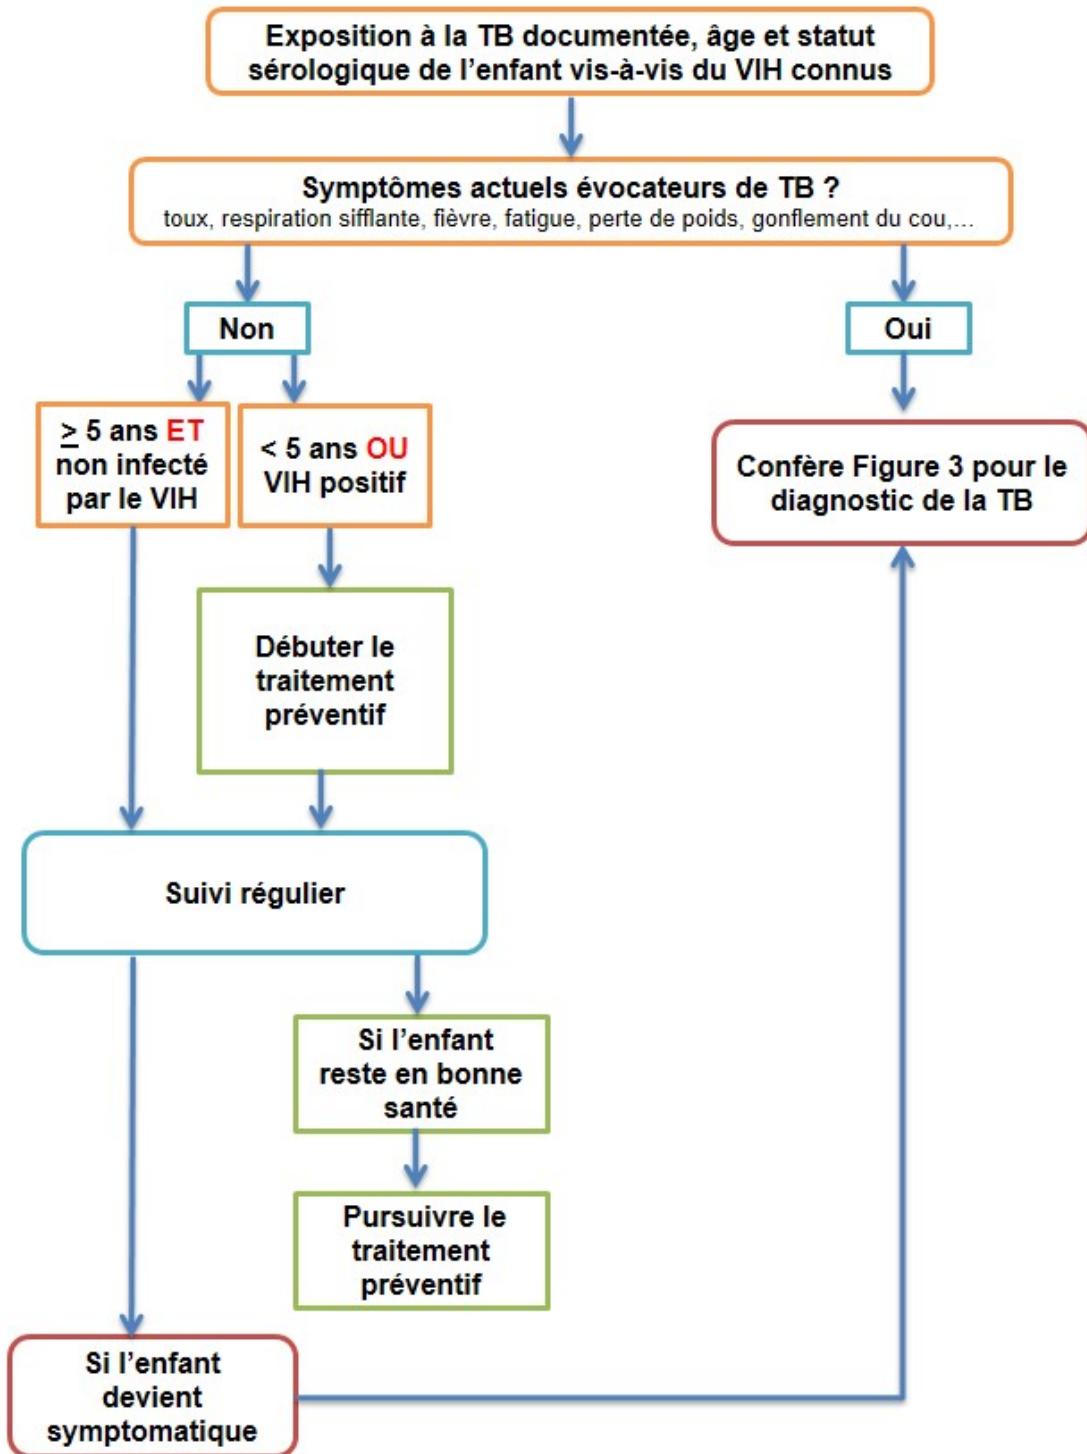 Exposition à la TB documentée, âge et statut
sérologique de l'enfant vis-à-vis du VIH connus
Symptômes actuels évocateurs de TB ?
toux, respiration sifflante, fièvre, fatigue, perte de poids, gonflement du cou,...
Non
Oui
≥ 5 ans ET
non infecté
par le VIH
< 5 ans OU
VIH positif
Confère Figure 3 pour le
diagnostic de la TB
Débuter le
traitement
préventif
Suivi régulier
Si l'enfant
reste en bonne
santé
Pursuivre le
traitement
préventif
Si l'enfant
devient
symptomatique